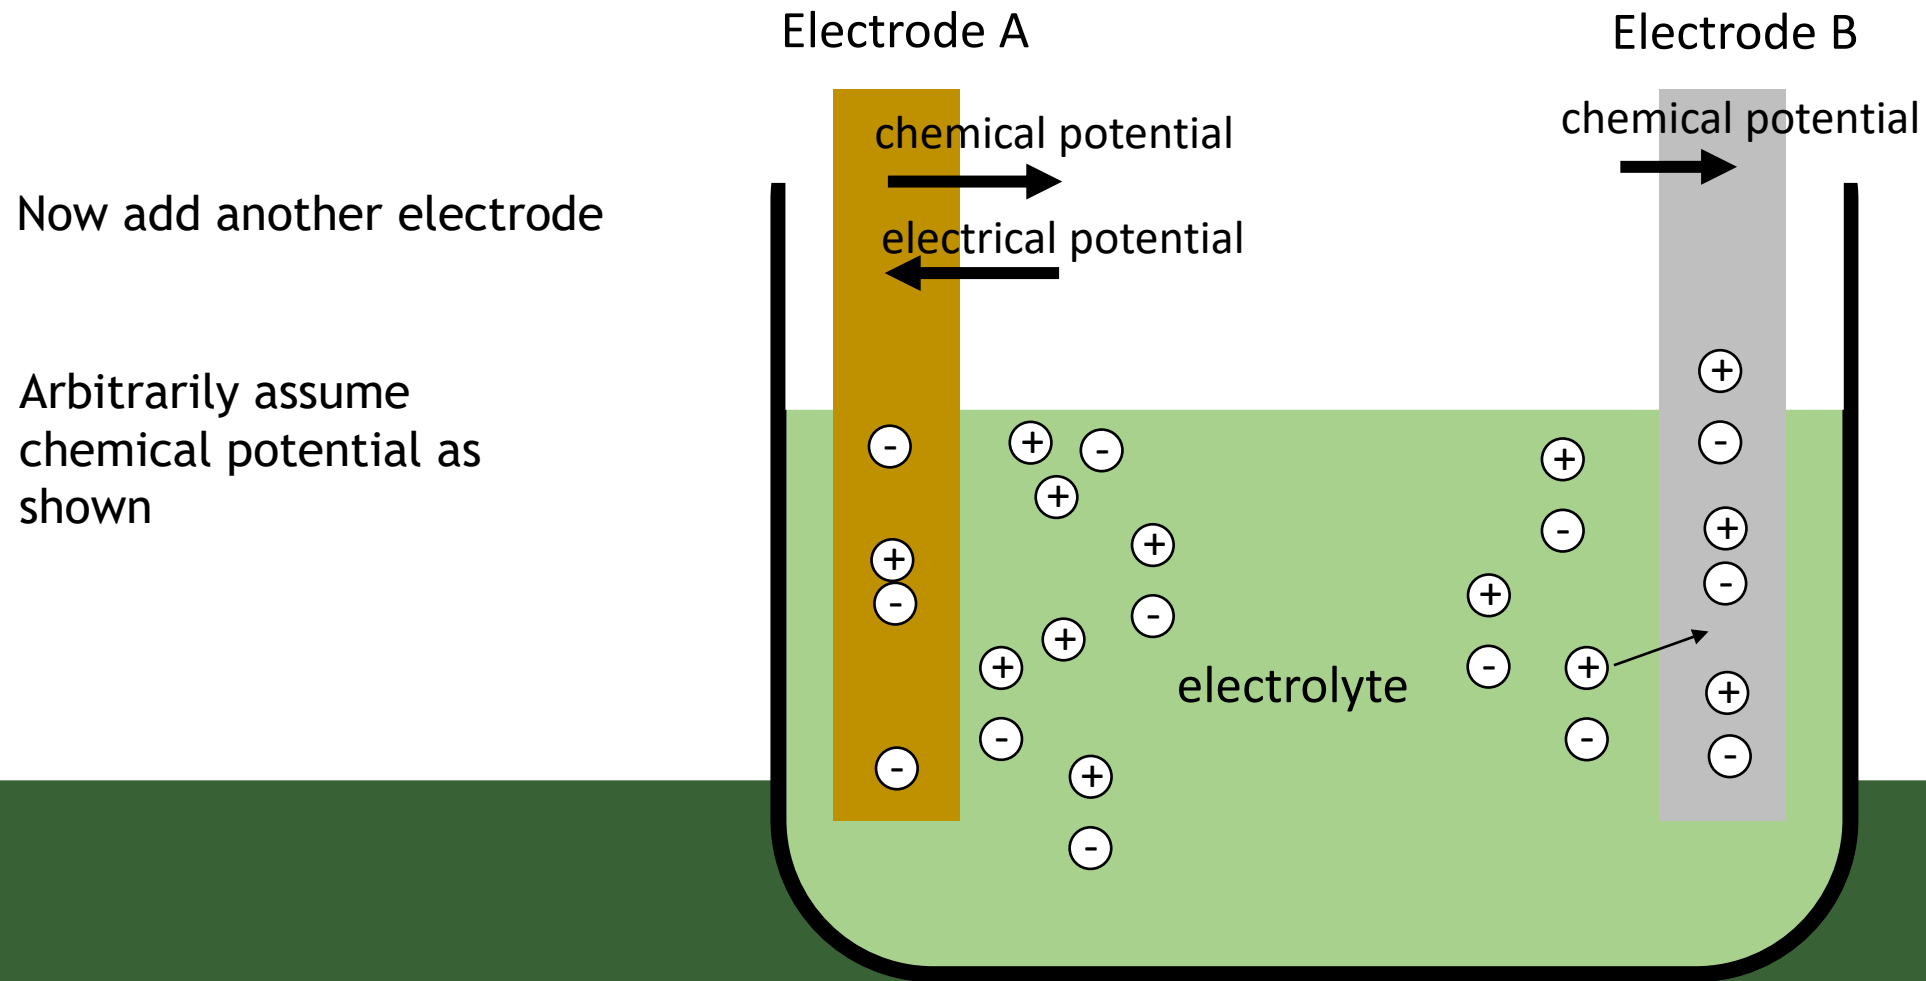 Electrode A
Electrode B
chemical potential
chemical potential
Now add another electrode
electrical potential
Arbitrarily assume
chemical potential as
shown
+
-
+
-
+
-
+
-
+
-
+
-
+
-
+
-
+
-
+
-
+
-
+
-
+
-
+
-
electrolyte